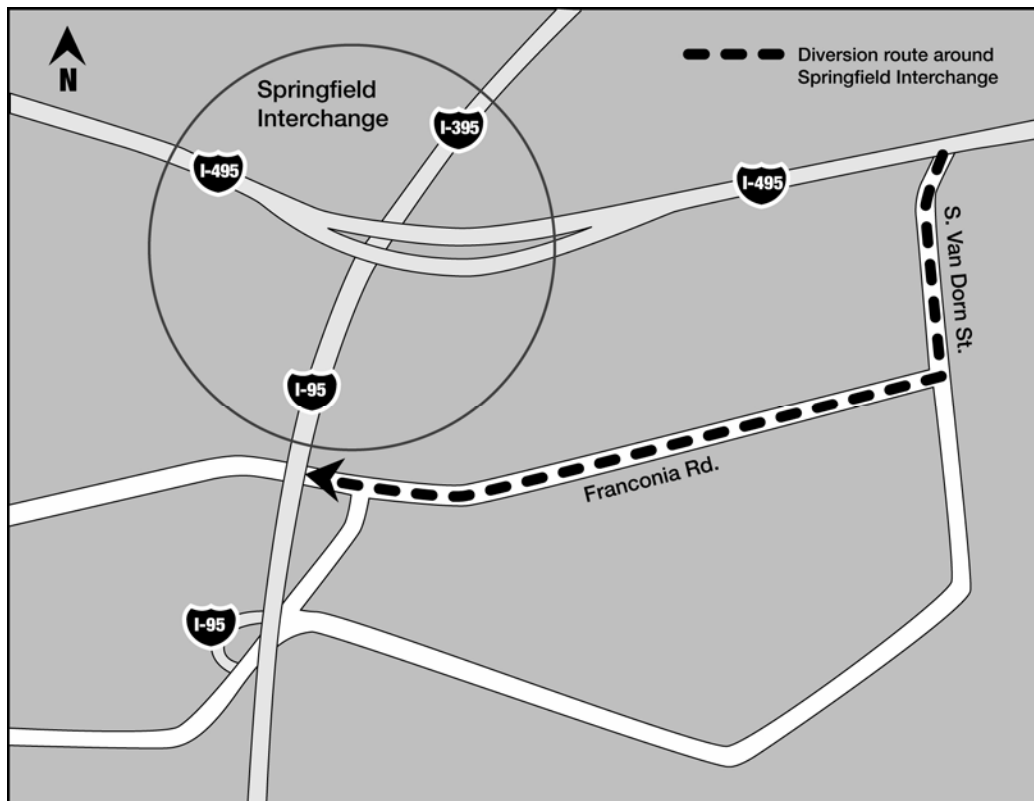 N
Springfield
Interchange
Diversion route around
Springfield Interchange
I-395
I-495
I-495
S. Van Dorn St.
I-95
Franconia Rd.
I-95